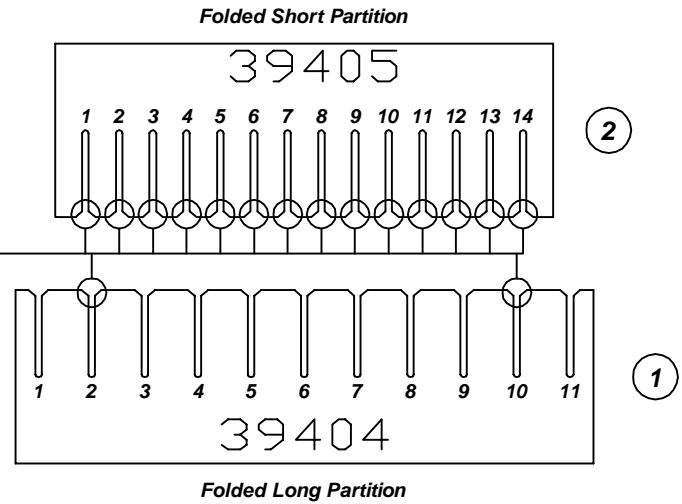 Folded Short Partition
39405
1 2 3 4 5 6 7 8 9 10 11 12 13 14
2
1 2 3 4 5 6 7 8 9 10 11
1
39404
Folded Long Partition